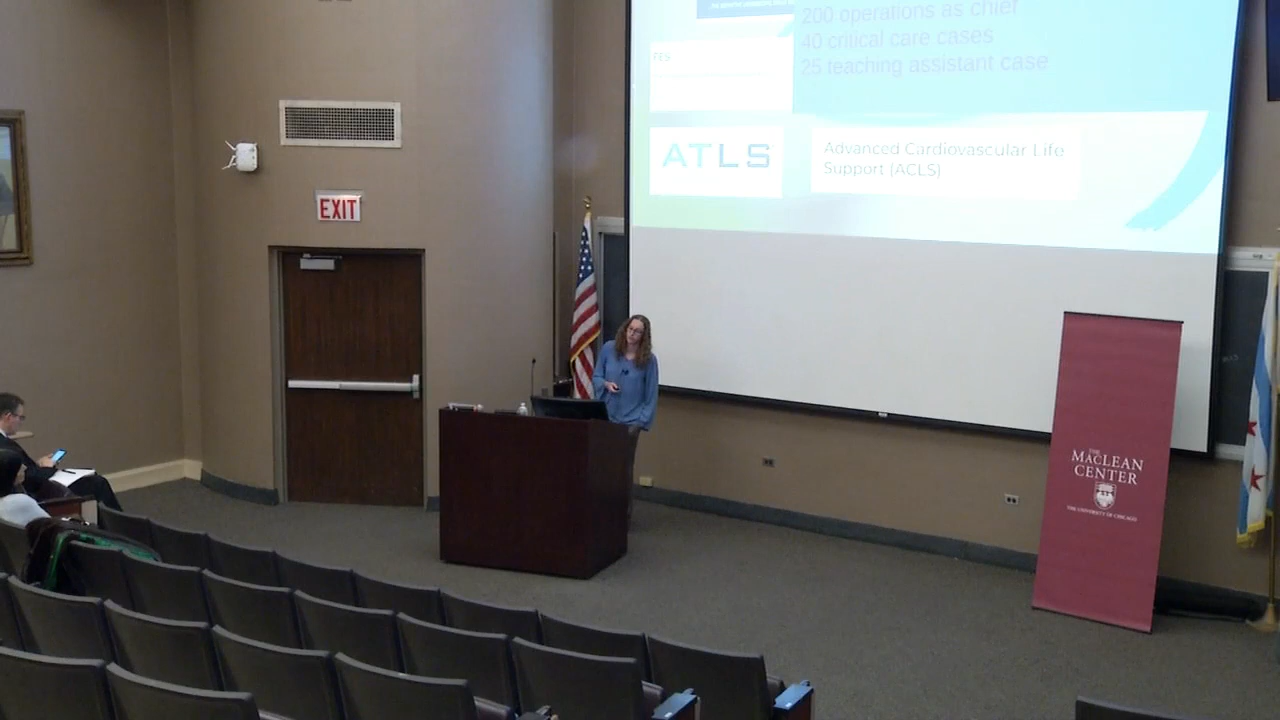 200 operations as chief
40 critical care cases
25 teaching assistant case
FES
ATLS
Advanced Cardiovascular Life
Support (ACLS)
EXIT
THE
MACLEAN
CENTER
THE UNIVERSITY OF CHICAGO